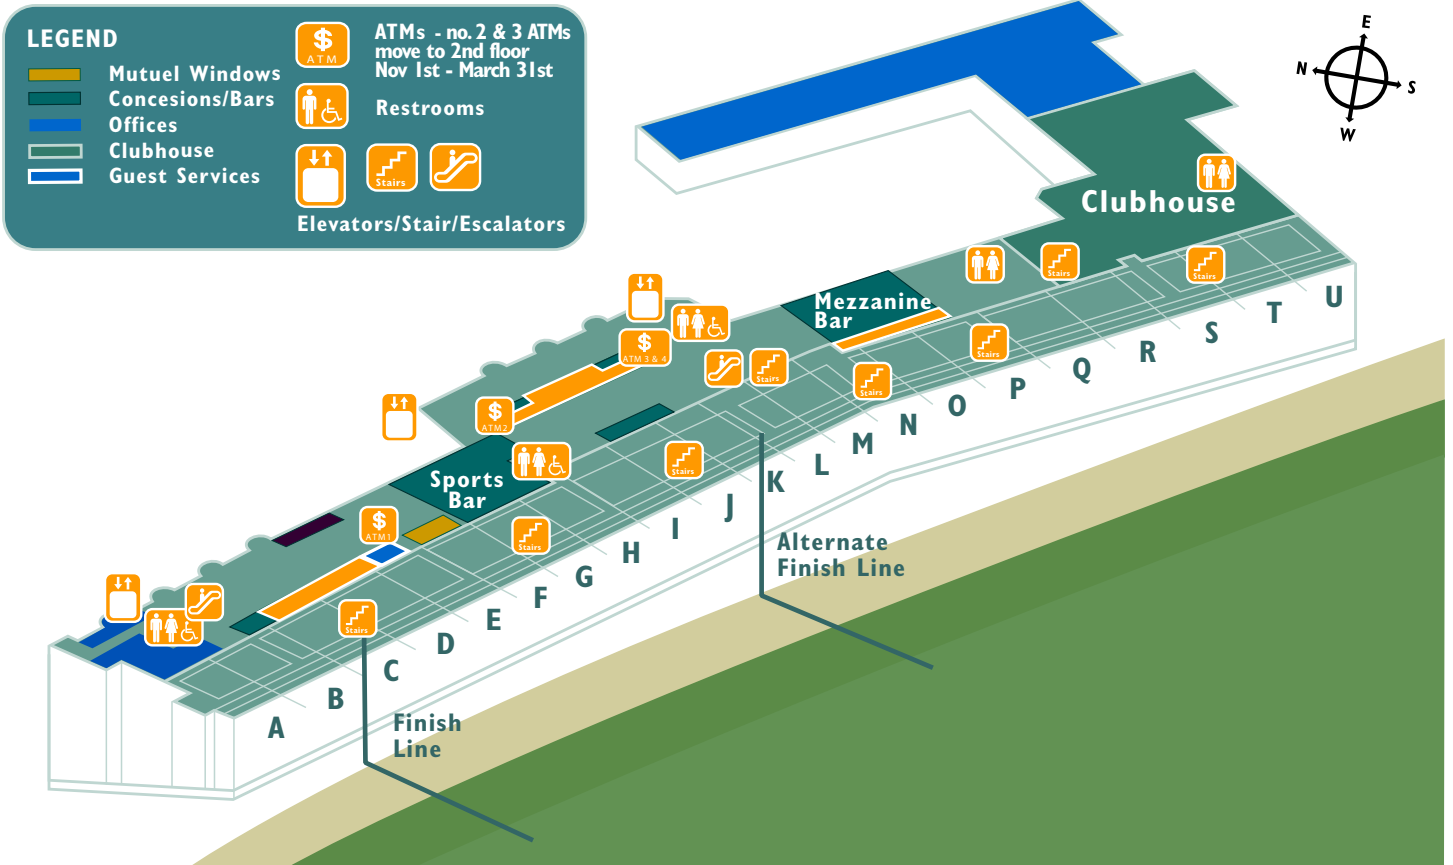 LEGEND
Mutuel Windows
Concesions/Bars
Offices
Clubhouse
Guest Services
$
ATM
ATMs - no. 2 & 3 ATMs
move to 2nd floor
Nov 1st - March 31st
Restrooms
Stairs
Elevators/Stair/Escalators
E
N
S
W
Clubhouse
Stairs
Stairs
Mezzanine
Bar
$
ATM 3 & 4
Stairs
Stairs
Stairs
$
ATM2
Sports
Bar
Stairs
$
ATM1
Stairs
Stairs
U
T
S
R
Q
P
O
N
M
L
K
J
I
H
G
F
E
D
C
B
A
Alternate
Finish Line
Finish
Line